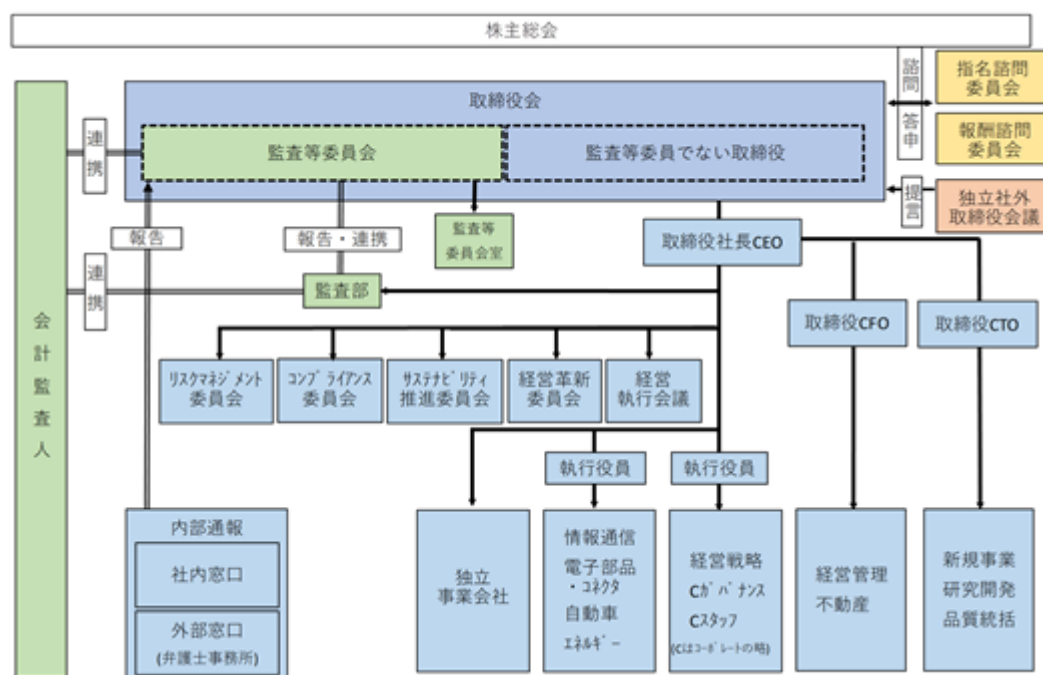 株主総会
諮問
答申
指名諮問
委員会
報酬諮問
委員会
提言
独立社外
取締役会議
取締役会
監査等委員会
監査等委員でない取締役
連携
報告
報告・連携
監査等
委員会室
取締役社長CEO
連携
監査部
取締役CFO
取締役CTO
会計監査人
ﾘｽｸﾏﾈｼﾞﾒﾝﾄ
委員会
ｺﾝﾌﾟﾗｲｱﾝｽ
委員会
ｻｽﾃﾅﾋﾞﾘﾃｨ
推進委員会
経営革新
委員会
経営
執行会議
執行役員
執行役員
内部通報
社内窓口
外部窓口
(弁護士事務所)
独立
事業会社
情報通信
電子部品
・ｺﾈｸﾀ
自動車
ｴﾈﾙｷﾞｰ
経営戦略
Cｶﾞﾊﾞﾅﾝｽ
Cｽﾀｯﾌ
(Cはｺｰﾎﾟﾚｰﾄの略)
経営管理
不動産
新規事業
研究開発
品質統括